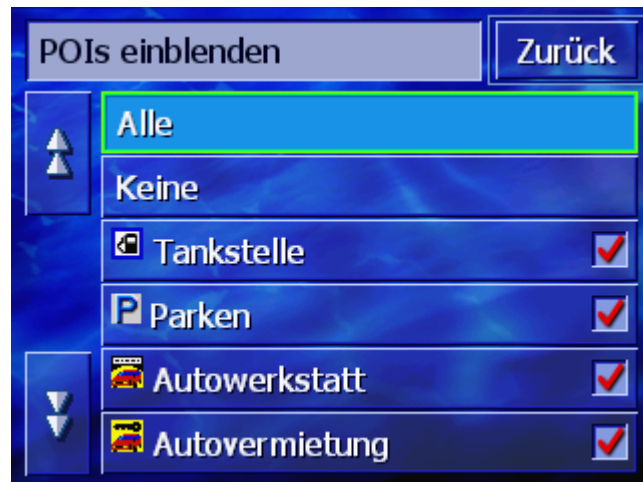 POIs einblenden
Zurück
Alle
Keine
Tankstelle
P Parken
Autowerkstatt
Autovermietung